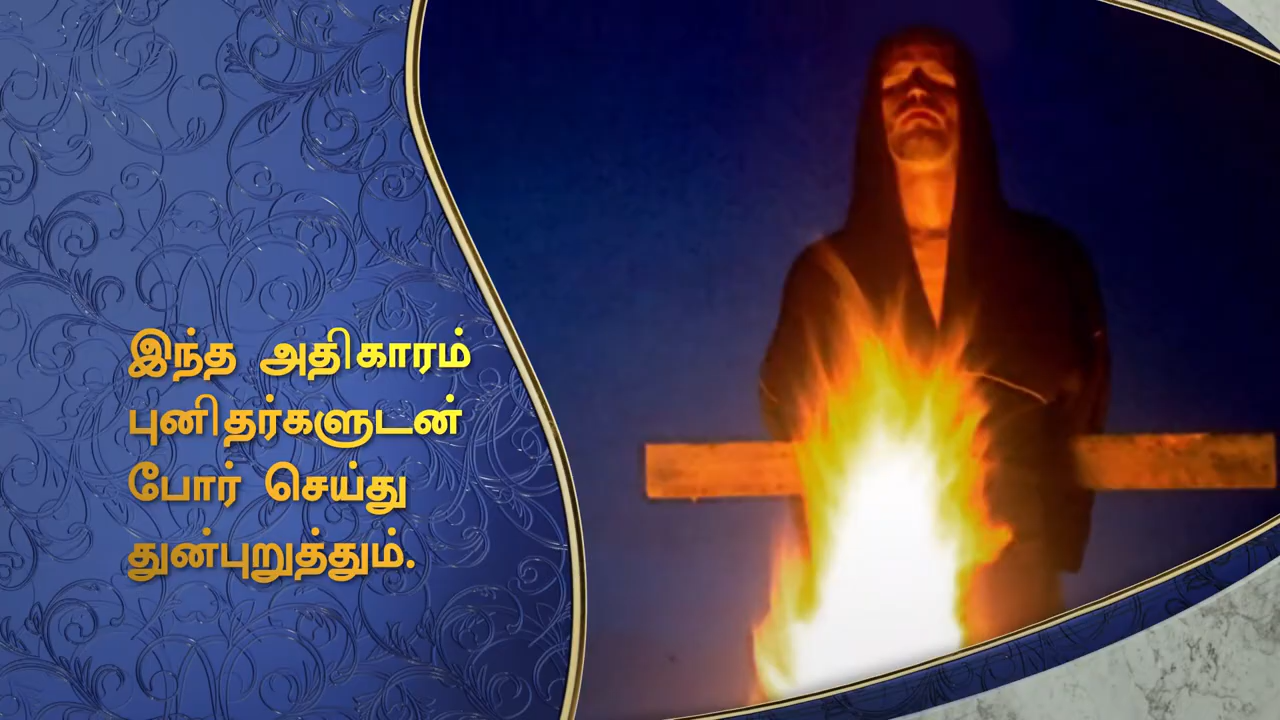 இந்த அதிகாரம்
புனிதர்களுடன்
போர் செய்து
துன்புறுத்தும்.